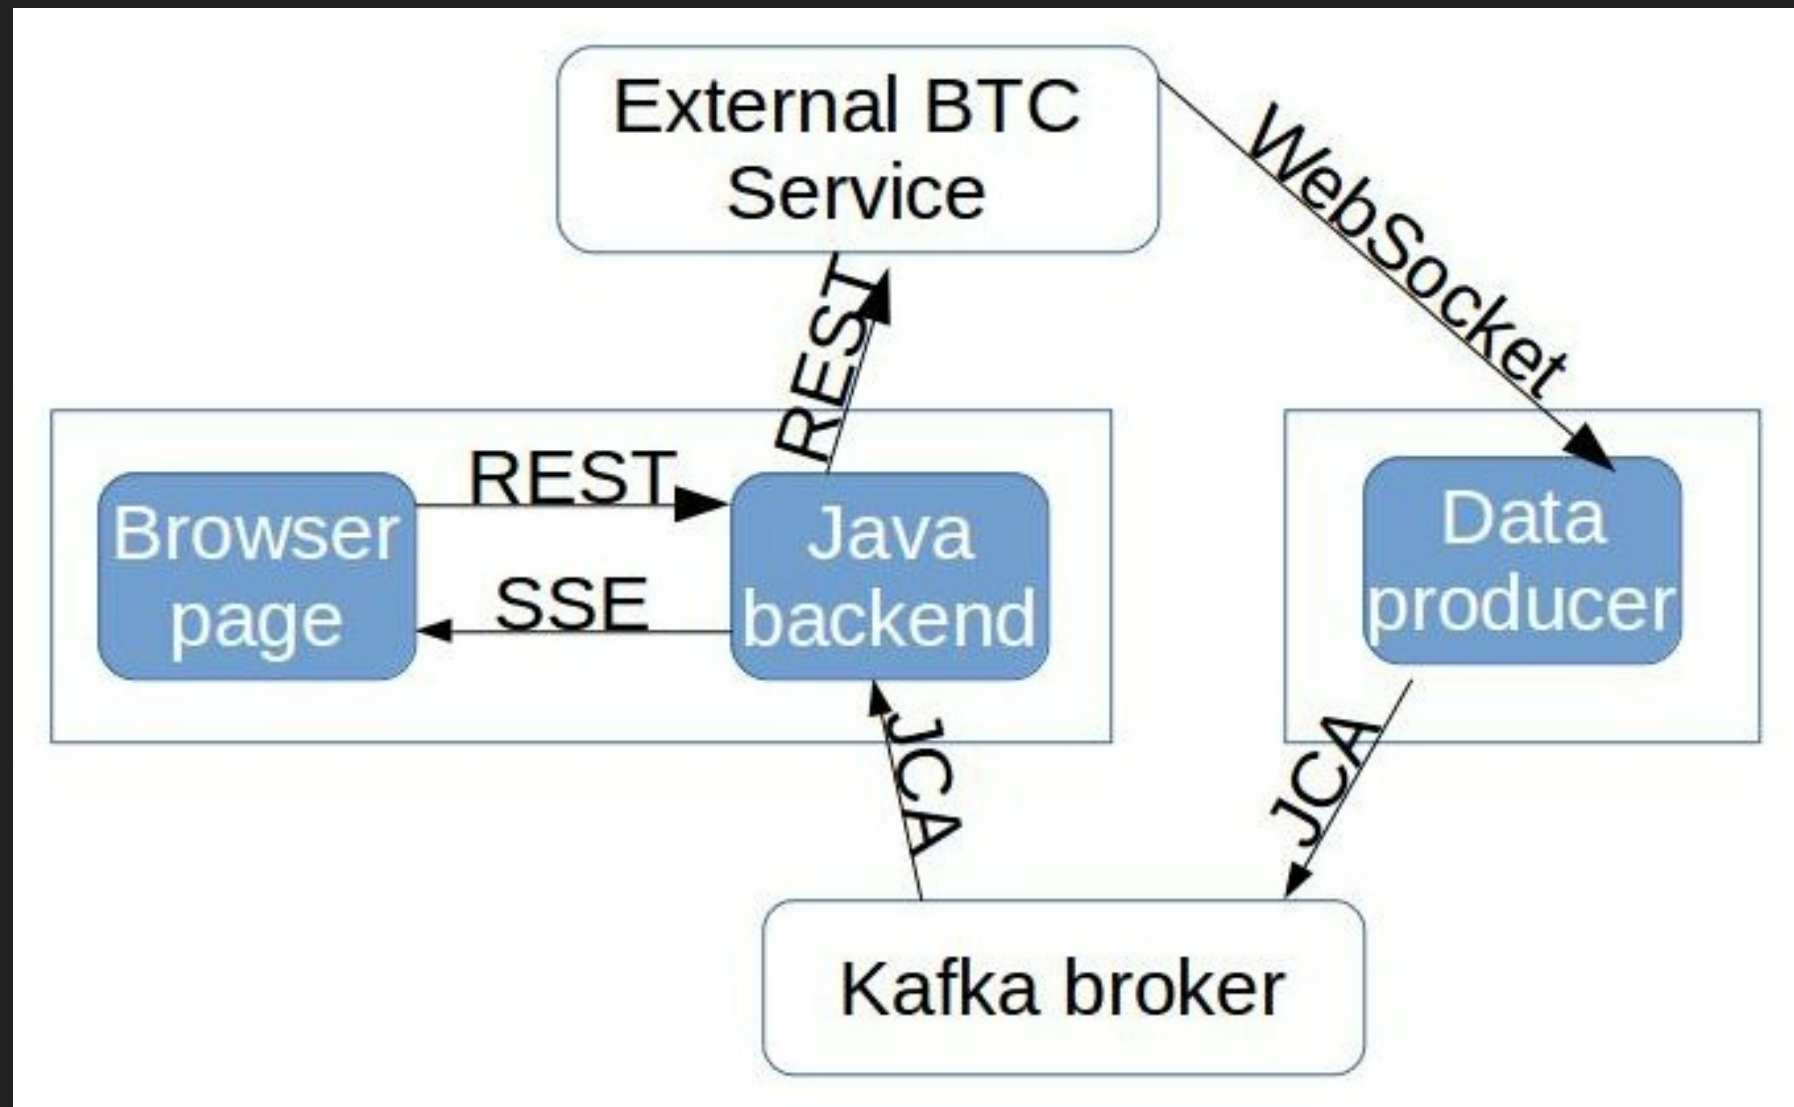 External BTC
Service
WebSocket
REST
REST
Browser
page
SSE
Java
backend
Data
producer
JCA
JCA
Kafka broker